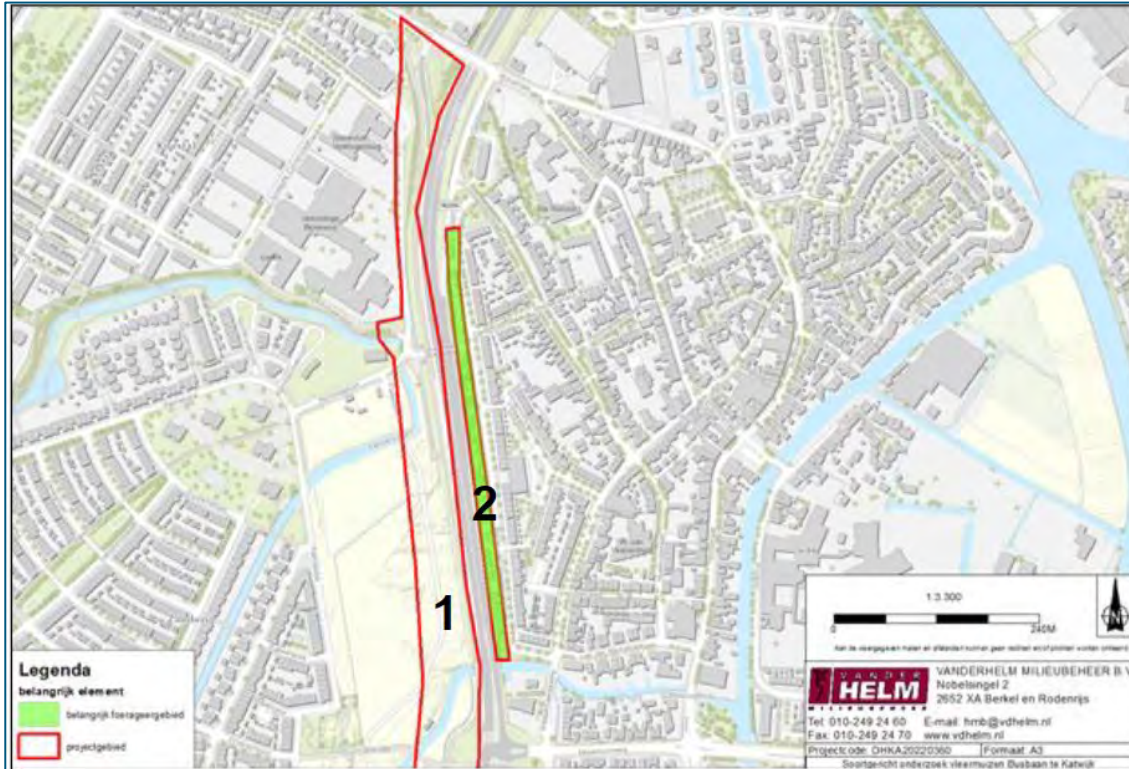 1
2
Legenda
belangrijk element
belangrijk foerageergebied
projectgebied
1:3.300
0
240M
VANDER
HELM
MILIEUBEHEER
VANDERHELM MILIEUBEHEER B.V
Nobelsingel 2
2652 XA Berkel en Rodenrijs
Tel: 010-249 24 60 E-mail: hmb@vdhelm.nl
Fax: 010-249 24 70 www.vdhelm.nl
Projectcode: OHKA20220360 Formaat: A3
Soortgericht onderzoek vleermuizen Busbaan te Katwijk
N